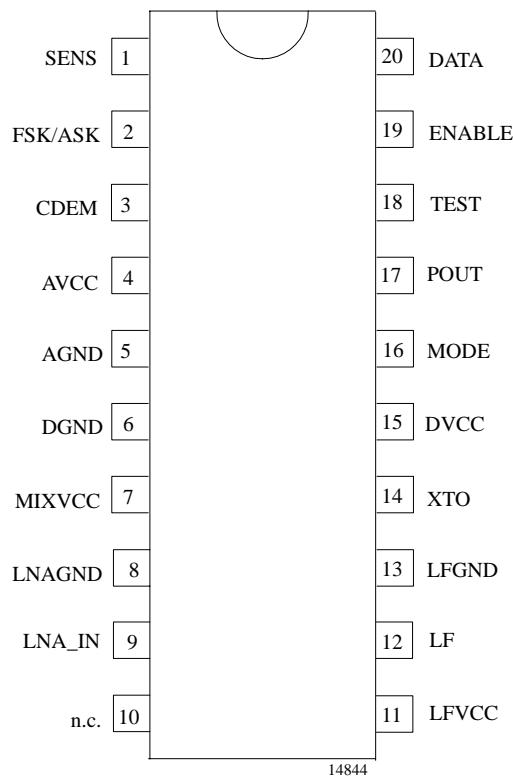 SENS 1 20 DATA
FSK/ASK 2 19 ENABLE
CDEM 3 18 TEST
AVCC 4 17 POUT
AGND 5 16 MODE
DGND 6 15 DVCC
MIXVCC 7 14 XTO
LNAGND 8 13 LFGND
LNA_IN 9 12 LF
n.c. 10 11 LFVCC
14844